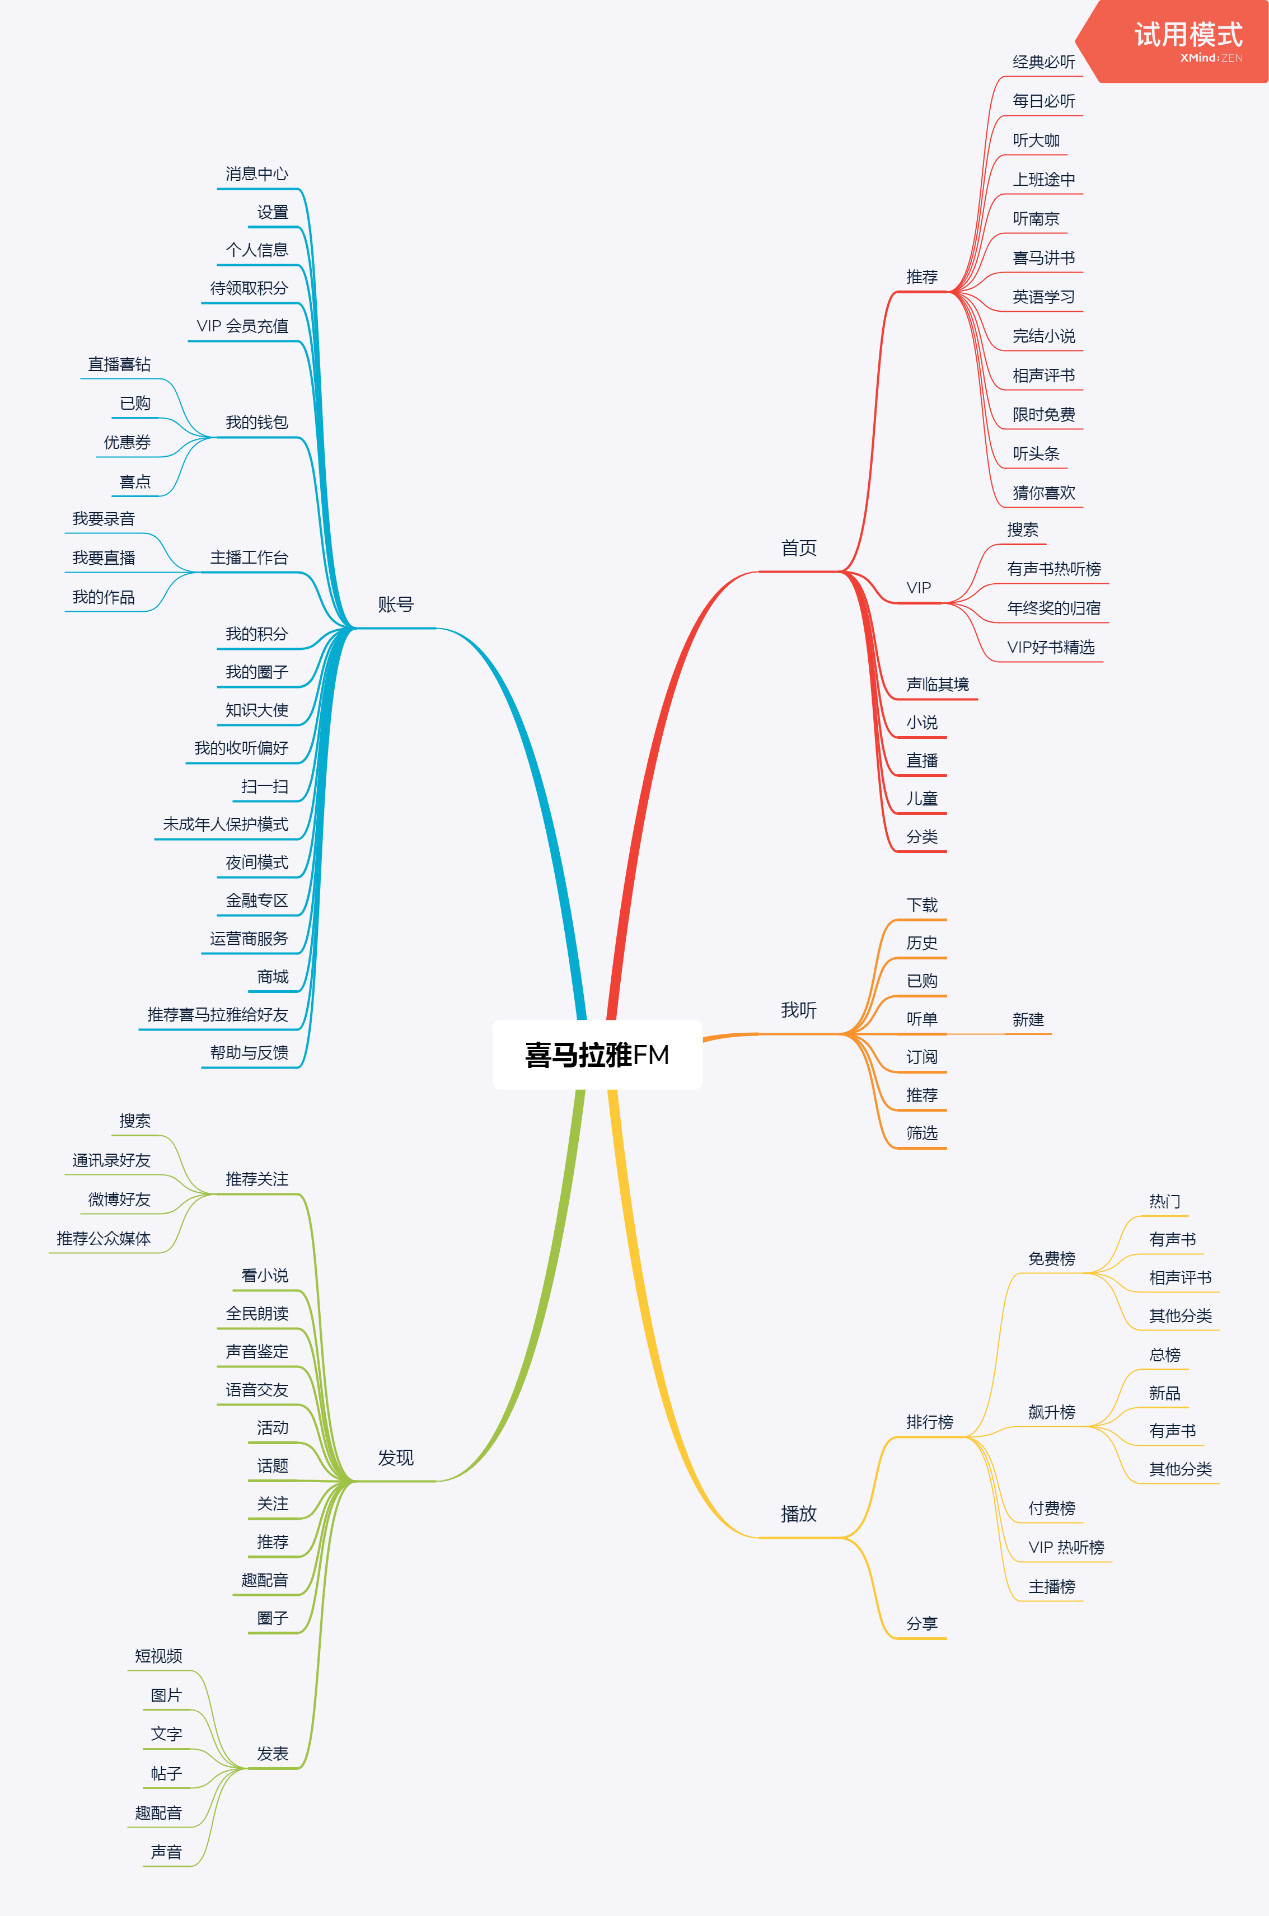 试用模式
XMind:ZEN
喜马拉雅FM
首页
推荐
经典必听
每日必听
听大咖
上班途中
听南京
喜马讲书
英语学习
完结小说
相声评书
限时免费
听头条
猜你喜欢
VIP
搜索
有声书热听榜
年终奖的归宿
VIP好书精选
声临其境
小说
直播
儿童
分类
我听
下载
历史
已购
听单
新建
订阅
推荐
筛选
播放
排行榜
免费榜
热门
有声书
相声评书
其他分类
飙升榜
总榜
新品
有声书
其他分类
付费榜
VIP 热听榜
主播榜
分享
账号
消息中心
设置
个人信息
待领取积分
VIP 会员充值
我的钱包
直播喜钻
已购
优惠券
喜点
主播工作台
我要录音
我要直播
我的作品
我的积分
我的圈子
知识大使
我的收听偏好
扫一扫
未成年人保护模式
夜间模式
金融专区
运营商服务
商城
推荐喜马拉雅给好友
帮助与反馈
发现
推荐关注
搜索
通讯录好友
微博好友
推荐公众媒体
看小说
全民朗读
声音鉴定
语音交友
活动
话题
关注
推荐
趣配音
圈子
发表
短视频
图片
文字
帖子
趣配音
声音